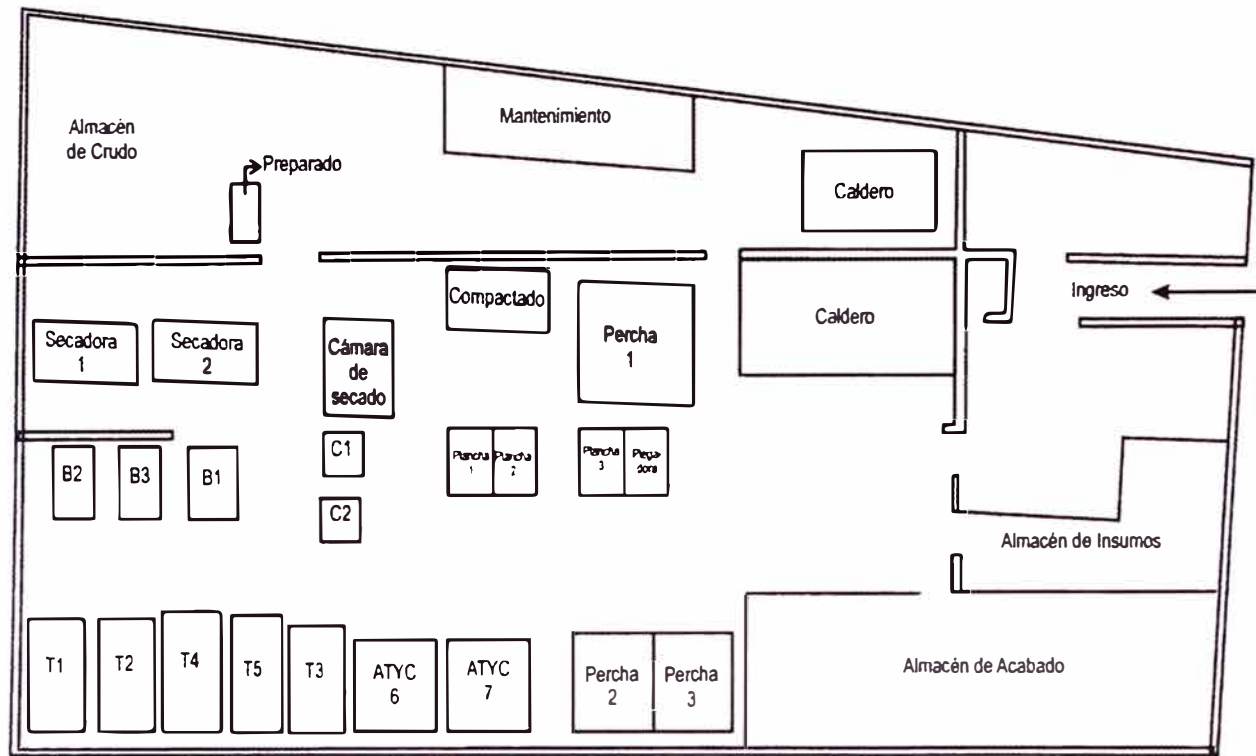 Mantenimiento
Almacén
de Crudo
Preparado
Caldero
Ingreso
Compactado
Caldero
Secadora
1
Secadora
2
Cámara
de
secado
Percha
1
C1
Plancha
1
Plancha
2
Plancha
3
Plega
dora
B2
B3
B1
C2
Almacén de Insumos
T1
T2
T4
T5
T3
ATYC
6
ATYC
7
Percha
2
Percha
3
Almacén de Acabado